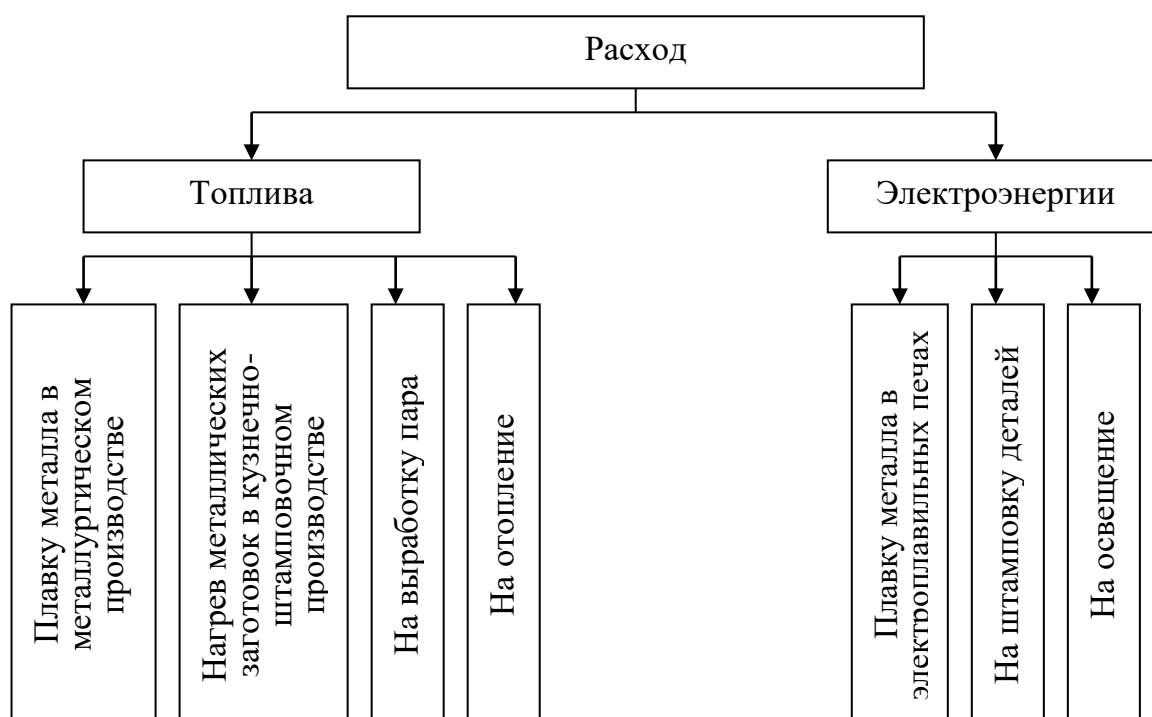 Расход
Топлива
Электроэнергии
Плавку металла в
металлургическом
производстве
Нагрев металлических
заготовок в кузнечно-
штамповочном
производстве
На выработку пара
На отопление
Плавку металла в
электроплавильных печах
На штамповку деталей
На освещение